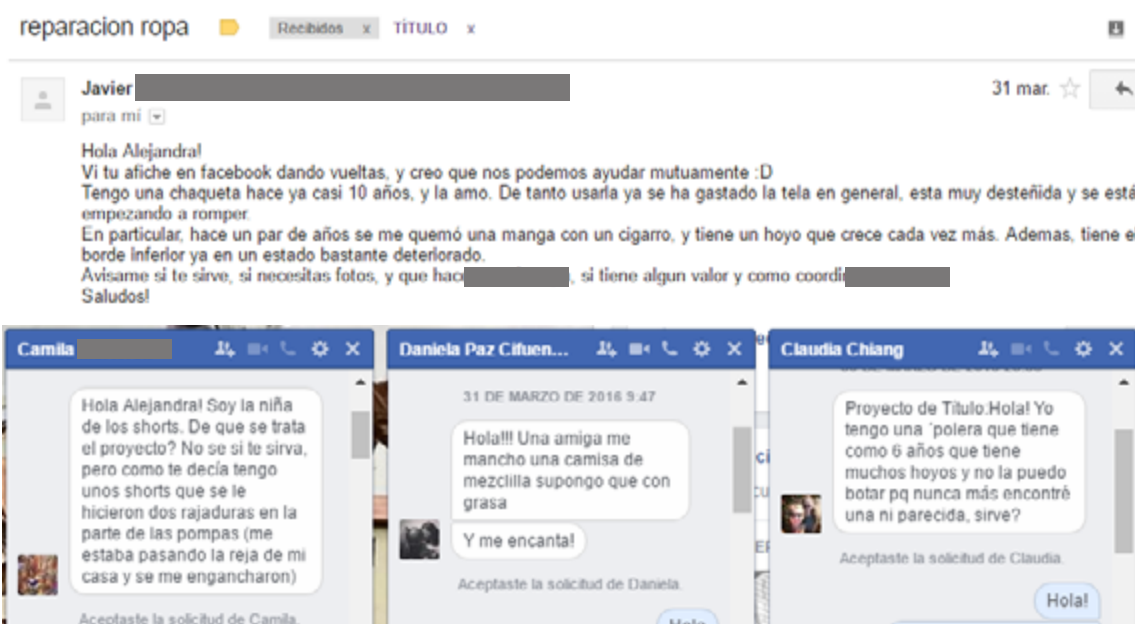 reparacion ropa
Recibidos x
TÍTULO x
Javier
31 mar.
para mí
Hola Alejandra!
Vi tu afiche en facebook dando vueltas, y creo que nos podemos ayudar mutuamente :D
Tengo una chaqueta hace ya casi 10 años, y la amo. De tanto usarla ya se ha gastado la tela en general, esta muy desteñida y se está
empezando a romper.
En particular, hace un par de años se me quemó una manga con un cigarro, y tiene un hoyo que crece cada vez más. Ademas, tiene el
borde inferior ya en un estado bastante deteriorado.
Avisame si te sirve, si necesitas fotos, y que hac , si tiene algun valor y como coordi
Saludos!
Camila
Hola Alejandra! Soy la niña
de los shorts. De que se trata
el proyecto? No se si te sirva,
pero como te decía tengo
unos shorts que se le
hicieron dos rajaduras en la
parte de las pompas (me
estaba pasando la reja de mi
casa y se me engancharon)
Aceptaste la solicitud de Camila.
Daniela Paz Cifuen...
31 DE MARZO DE 2016 9:47
Hola!!! Una amiga me
mancho una camisa de
mezclilla supongo que con
grasa
Y me encanta!
Aceptaste la solicitud de Daniela.
Hola
Claudia Chiang
Proyecto de Título:Hola! Yo
tengo una ´polera que tiene
como 6 años que tiene
muchos hoyos y no la puedo
botar pq nunca más encontré
una ni parecida, sirve?
Aceptaste la solicitud de Claudia.
Hola!